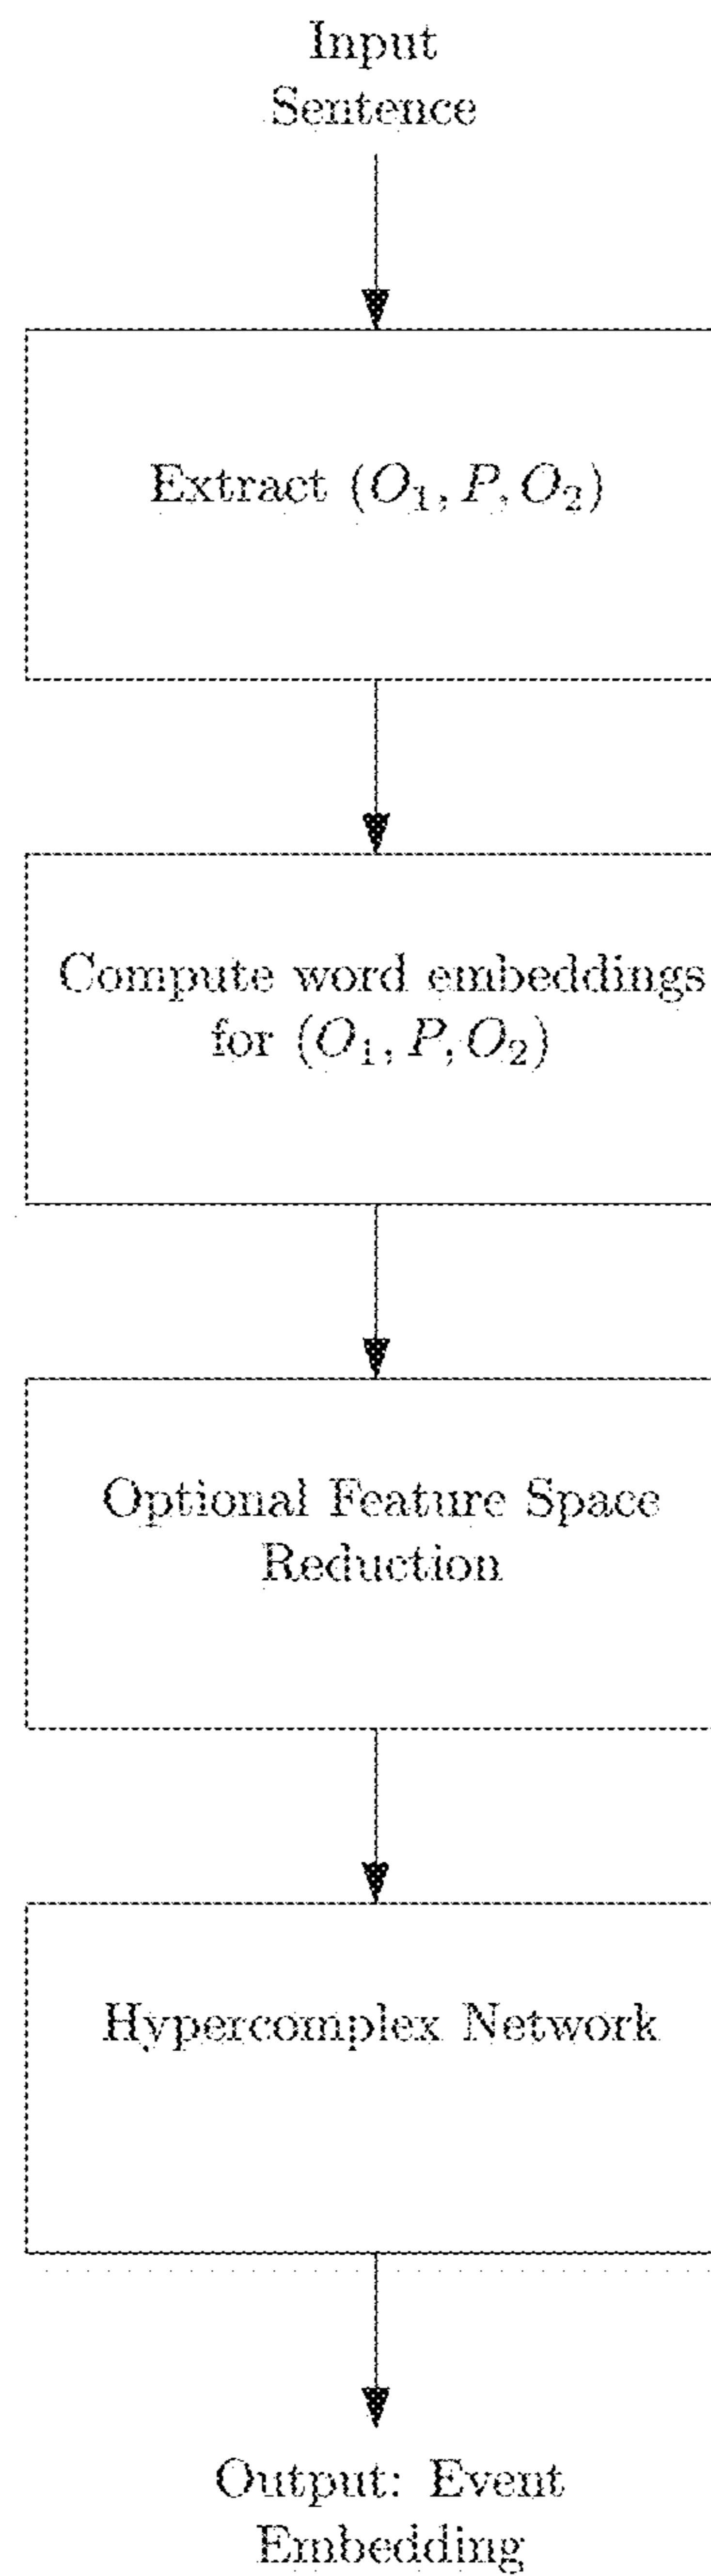 Input
Sentence
Extract (O₁, P, O₂)
Compute word embeddings
for (O₁, P, O₂)
Optional Feature Space
Reduction
Hypercomplex Network
Output: Event
Embedding